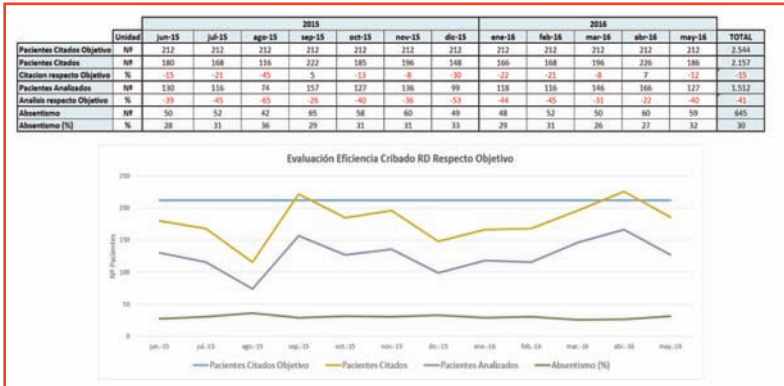 2015 2016
Unidad jun-15 jul-15 ago-15 sep-15 oct-15 nov-15 dic-15 ene-16 feb-16 mar-16 abr-16 may-16 TOTAL
Pacientes Citados Objetivo Nº 212 212 212 212 212 212 212 212 212 212 212 212 2.544
Pacientes Citados Nº 180 168 116 222 185 196 148 166 168 196 226 186 2.157
Citacion respecto Objetivo % -15 -21 -45 5 -13 -8 -30 -22 -21 -8 7 -12 -15
Pacientes Analizados Nº 130 116 74 157 127 136 99 118 116 146 166 127 1.512
Analisis respecto Objetivo % -39 -45 -65 -26 -40 -36 -53 -44 -45 -31 -22 -40 -41
Absentismo Nº 50 52 42 65 58 60 49 48 52 50 60 59 645
Absentismo (%) % 28 31 36 29 31 31 33 29 31 26 27 32 30
Evaluación Eficiencia Cribado RD Respecto Objetivo
Nº Pacientes
250
200
150
100
50
0
jun.-15 jul.-15 ago.-15 sep.-15 oct.-15 nov.-15 dic.-15 ene.-16 feb.-16 mar.-16 abr.-16 may.-16
Pacientes Citados Objetivo Pacientes Citados Pacientes Analizados Absentismo (%)